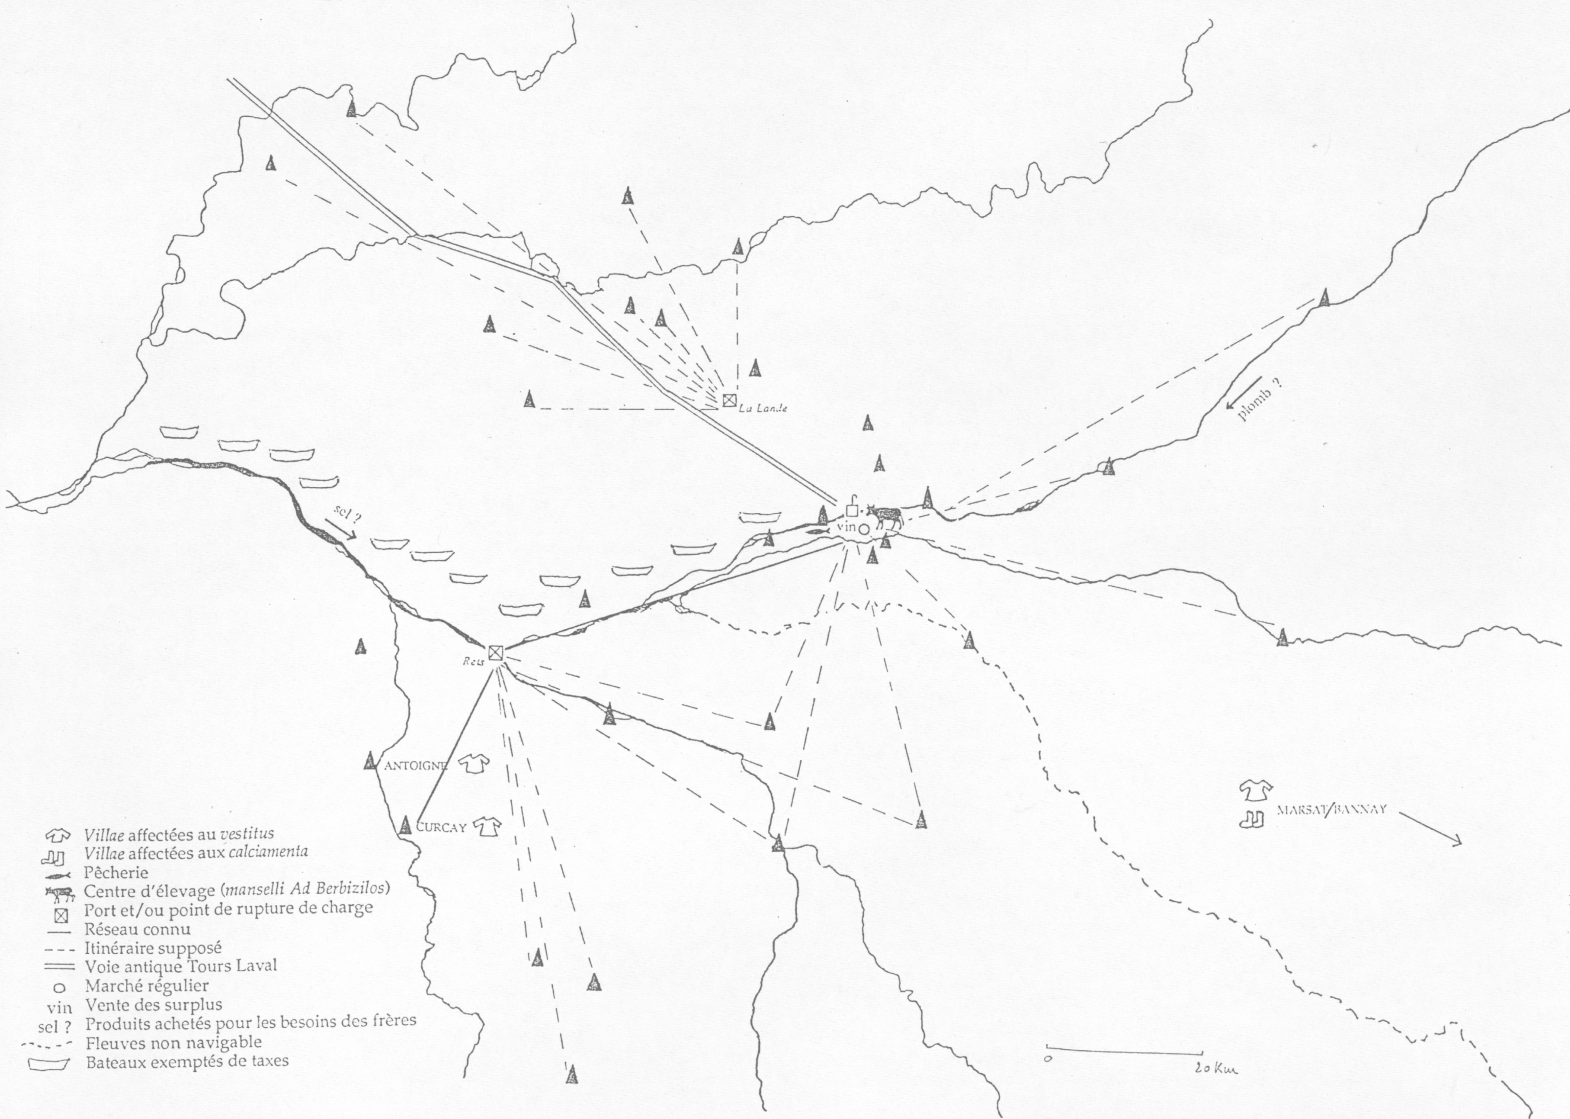 La Lande
plomb ?
sel ?
vin
Rest
ANTOIGNE
CURCAY
MARSAT/BANNAY
Villae affectées au vestitus
Villae affectées aux calciamenta
Pêcherie
Centre d'élevage (manselli Ad Berbizilos)
Port et/ou point de rupture de charge
Réseau connu
Itinéraire supposé
Voie antique Tours Laval
Marché régulier
vin Vente des surplus
sel ? Produits achetés pour les besoins des frères
Fleuves non navigable
Bateaux exemptés de taxes
0
20 Km